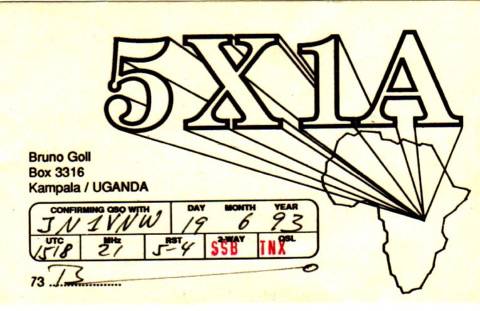 5X1A
Bruno Goll
Box 3316
Kampala / UGANDA
CONFIRMING QSO WITH DAY MONTH YEAR
JN1VNW 19 6 93
UTC MHz RST 2-WAY QSL
1518 21 5-4 SSB TNX
73